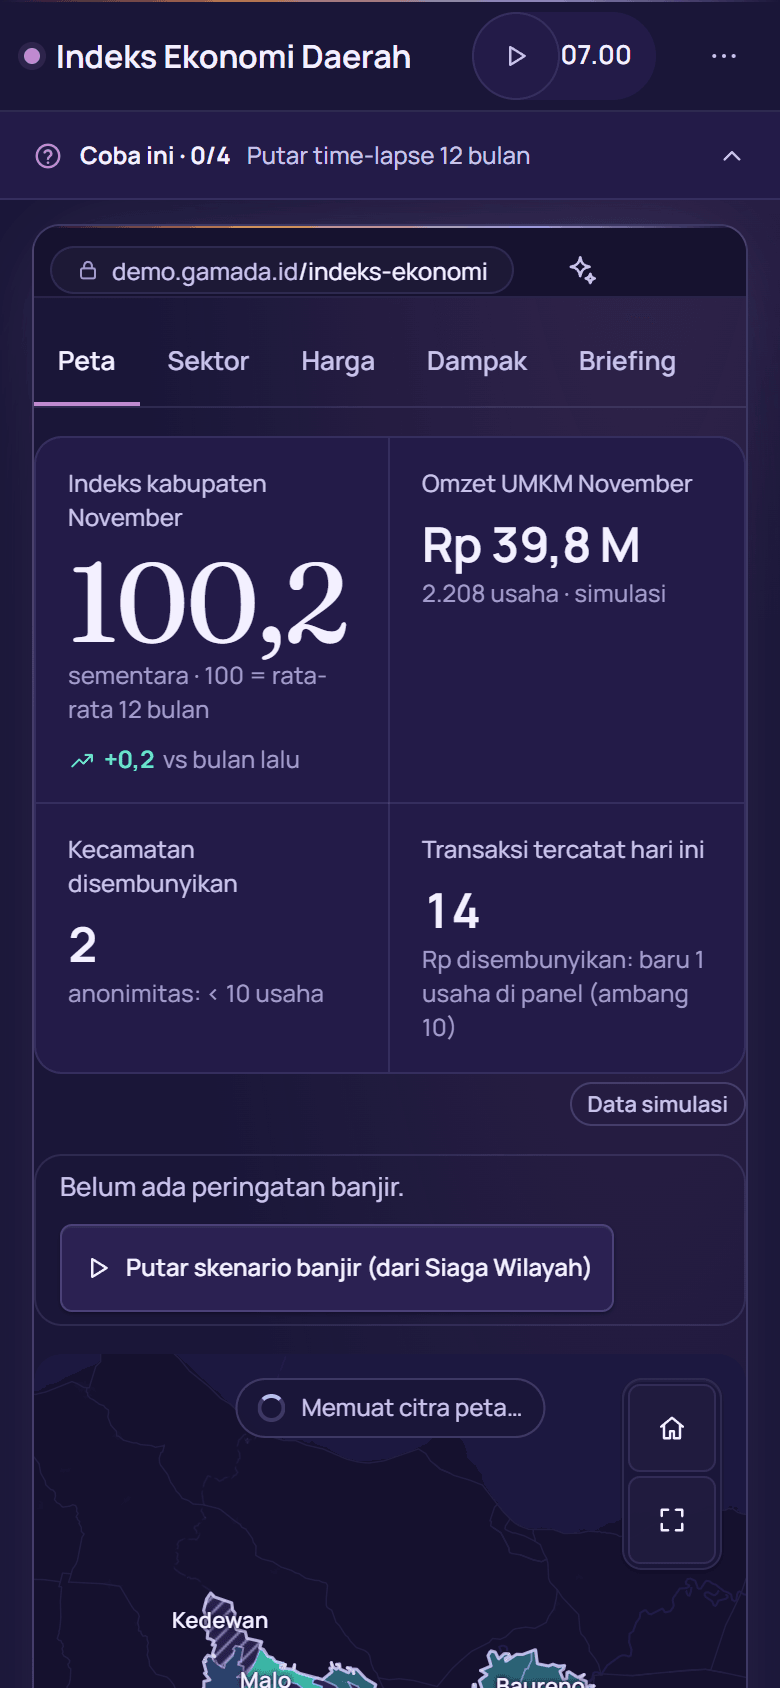 Indeks Ekonomi Daerah
07.00
Coba ini · 0/4 Putar time-lapse 12 bulan
demo.gamada.id/indeks-ekonomi
Peta Sektor Harga Dampak Briefing
Indeks kabupaten
November
100,2
sementara · 100 = rata-
rata 12 bulan
+0,2 vs bulan lalu
Omzet UMKM November
Rp 39,8 M
2.208 usaha · simulasi
Kecamatan
disembunyikan
2
anonimitas: < 10 usaha
Transaksi tercatat hari ini
14
Rp disembunyikan: baru 1
usaha di panel (ambang
10)
Data simulasi
Belum ada peringatan banjir.
Putar skenario banjir (dari Siaga Wilayah)
Memuat citra peta…
Kedewan
Malo
Baureno